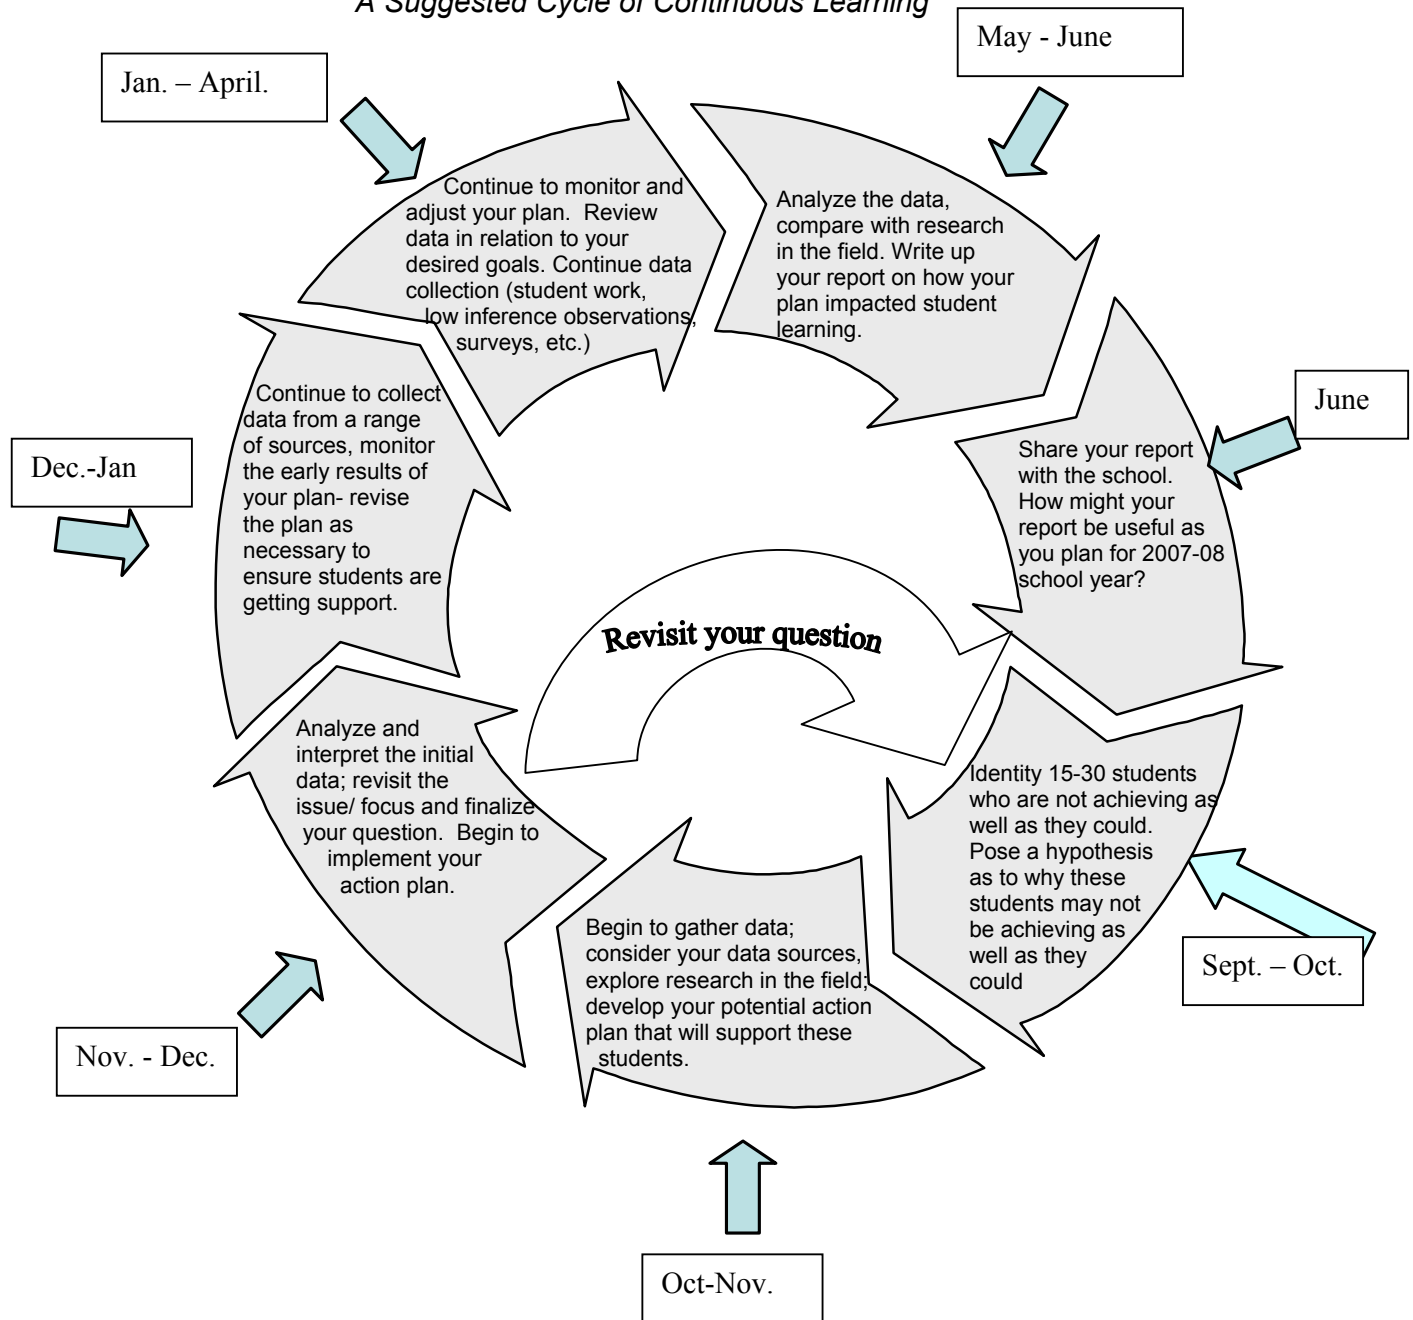 A Suggested Cycle of Continuous Learning
May - June
Jan. – April.
Continue to monitor and
adjust your plan.  Review
data in relation to your
desired goals. Continue data
collection (student work,
low inference observations,
surveys, etc.)
Analyze the data,
compare with research
in the field. Write up
your report on how your
plan impacted student
learning.
June
Share your report
with the school.
How might your
report be useful as
you plan for 2007-08
school year?
Dec.-Jan
Continue to collect
data from a range
of sources, monitor
the early results of
your plan- revise
the plan as
necessary to
ensure students are
getting support.
Revisit your question
Analyze and
interpret the initial
data; revisit the
issue/ focus and finalize
your question.  Begin to
implement your
action plan.
Identity 15-30 students
who are not achieving as
well as they could.
Pose a hypothesis
as to why these
students may not
be achieving as
well as they
could
Sept. – Oct.
Begin to gather data;
consider your data sources,
explore research in the field;
develop your potential action
plan that will support these
students.
Nov. - Dec.
Oct-Nov.